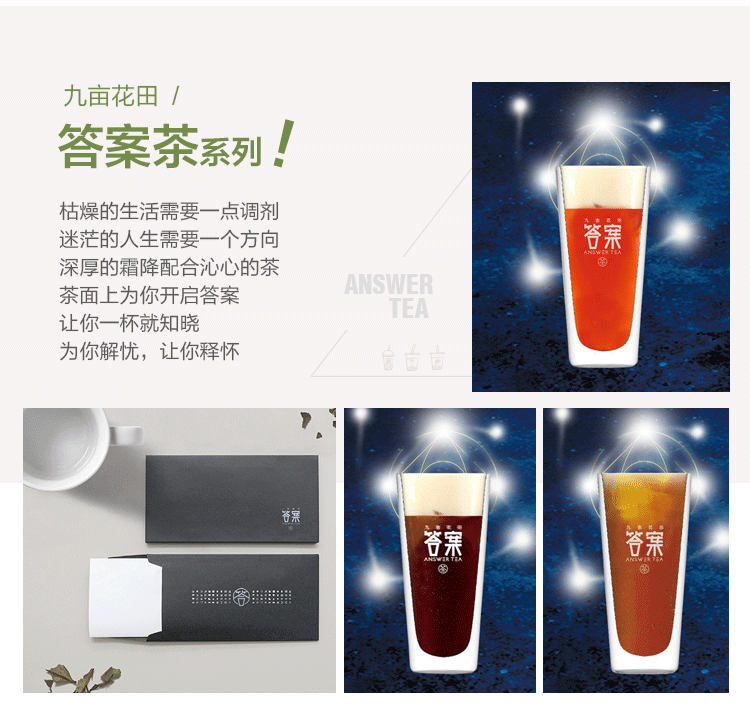 九亩花田 /
答案茶系列!
枯燥的生活需要一点调剂
迷茫的人生需要一个方向
深厚的霜降配合沁心的茶
茶面上为你开启答案
让你一杯就知晓
为你解忧，让你释怀
ANSWER
TEA
九亩花田
答案
ANSWER TEA
茶
答案
答
九亩花田
答案
ANSWER TEA
茶
九亩花田
答案
ANSWER TEA
茶